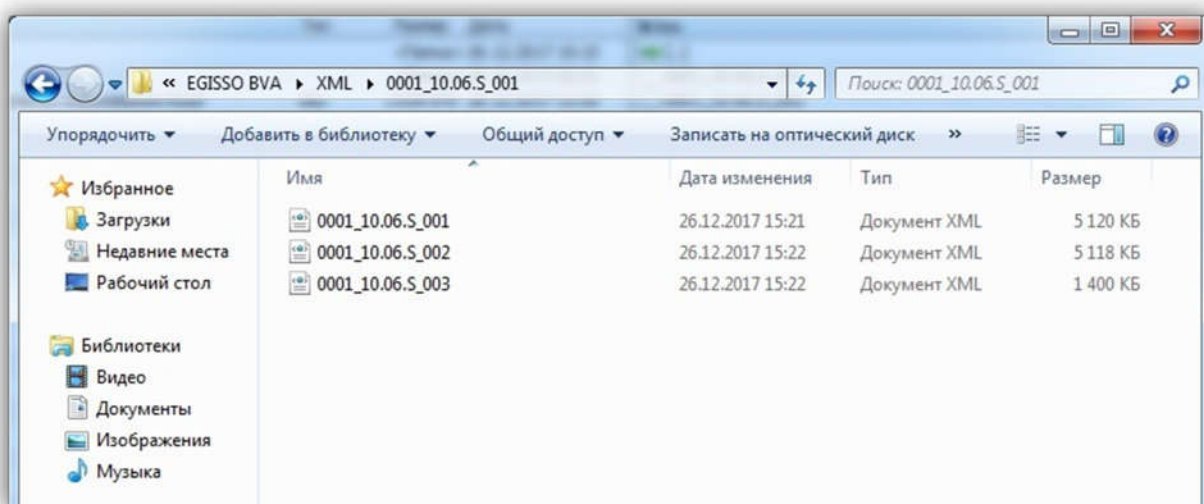 « EGISSO BVA ▸ XML ▸ 0001_10.06.S_001
Поиск: 0001_10.06.S_001
Упорядочить Добавить в библиотеку Общий доступ Записать на оптический диск »
Избранное
Загрузки
Недавние места
Рабочий стол
Библиотеки
Видео
Документы
Изображения
Музыка
Имя Дата изменения Тип Размер
0001_10.06.S_001 26.12.2017 15:21 Документ XML 5 120 КБ
0001_10.06.S_002 26.12.2017 15:22 Документ XML 5 118 КБ
0001_10.06.S_003 26.12.2017 15:22 Документ XML 1 400 КБ